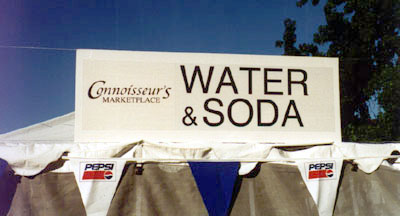 Connoisseur's
MARKETPLACE
WATER
& SODA
PEPSI
PEPSI